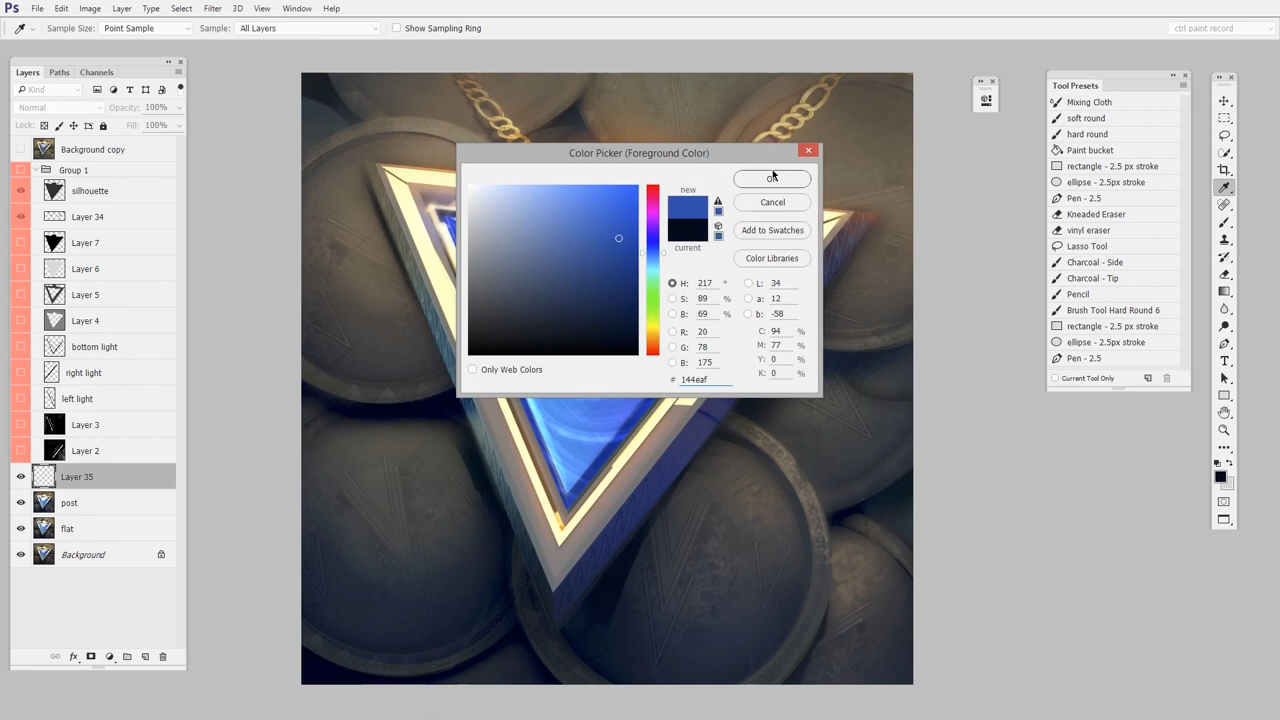 Ps File Edit Image Layer Type Select Filter 3D View Window Help
Sample Size: Point Sample Sample: All Layers Show Sampling Ring ctrl paint record
Layers Paths Channels
Kind
Normal Opacity: 100%
Lock: Fill: 100%
Background copy
Group 1
silhouette
Layer 34
Layer 7
Layer 6
Layer 5
Layer 4
bottom light
right light
left light
Layer 3
Layer 2
Layer 35
post
flat
Background
fx
Color Picker (Foreground Color)
new
current
OK
Cancel
Add to Swatches
Color Libraries
H: 217 ° L: 34
S: 89 % a: 12
B: 69 % b: -58
R: 20 C: 94 %
G: 78 M: 77 %
B: 175 Y: 0 %
# 144eaf K: 0 %
Only Web Colors
Tool Presets
Mixing Cloth
soft round
hard round
Paint bucket
rectangle - 2.5 px stroke
ellipse - 2.5px stroke
Pen - 2.5
Kneaded Eraser
vinyl eraser
Lasso Tool
Charcoal - Side
Charcoal - Tip
Pencil
Brush Tool Hard Round 6
rectangle - 2.5 px stroke
ellipse - 2.5px stroke
Pen - 2.5
Current Tool Only